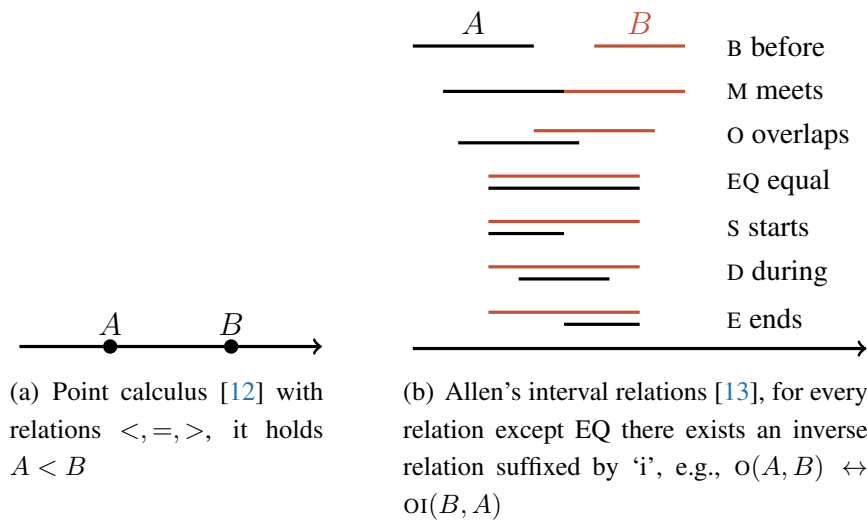 A B
B before
M meets
O overlaps
EQ equal
S starts
D during
E ends
A B
(a) Point calculus [12] with
relations <, =, >, it holds
A < B
(b) Allen's interval relations [13], for every
relation except EQ there exists an inverse
relation suffixed by ‘i’, e.g., O(A, B) ↔
OI(B, A)